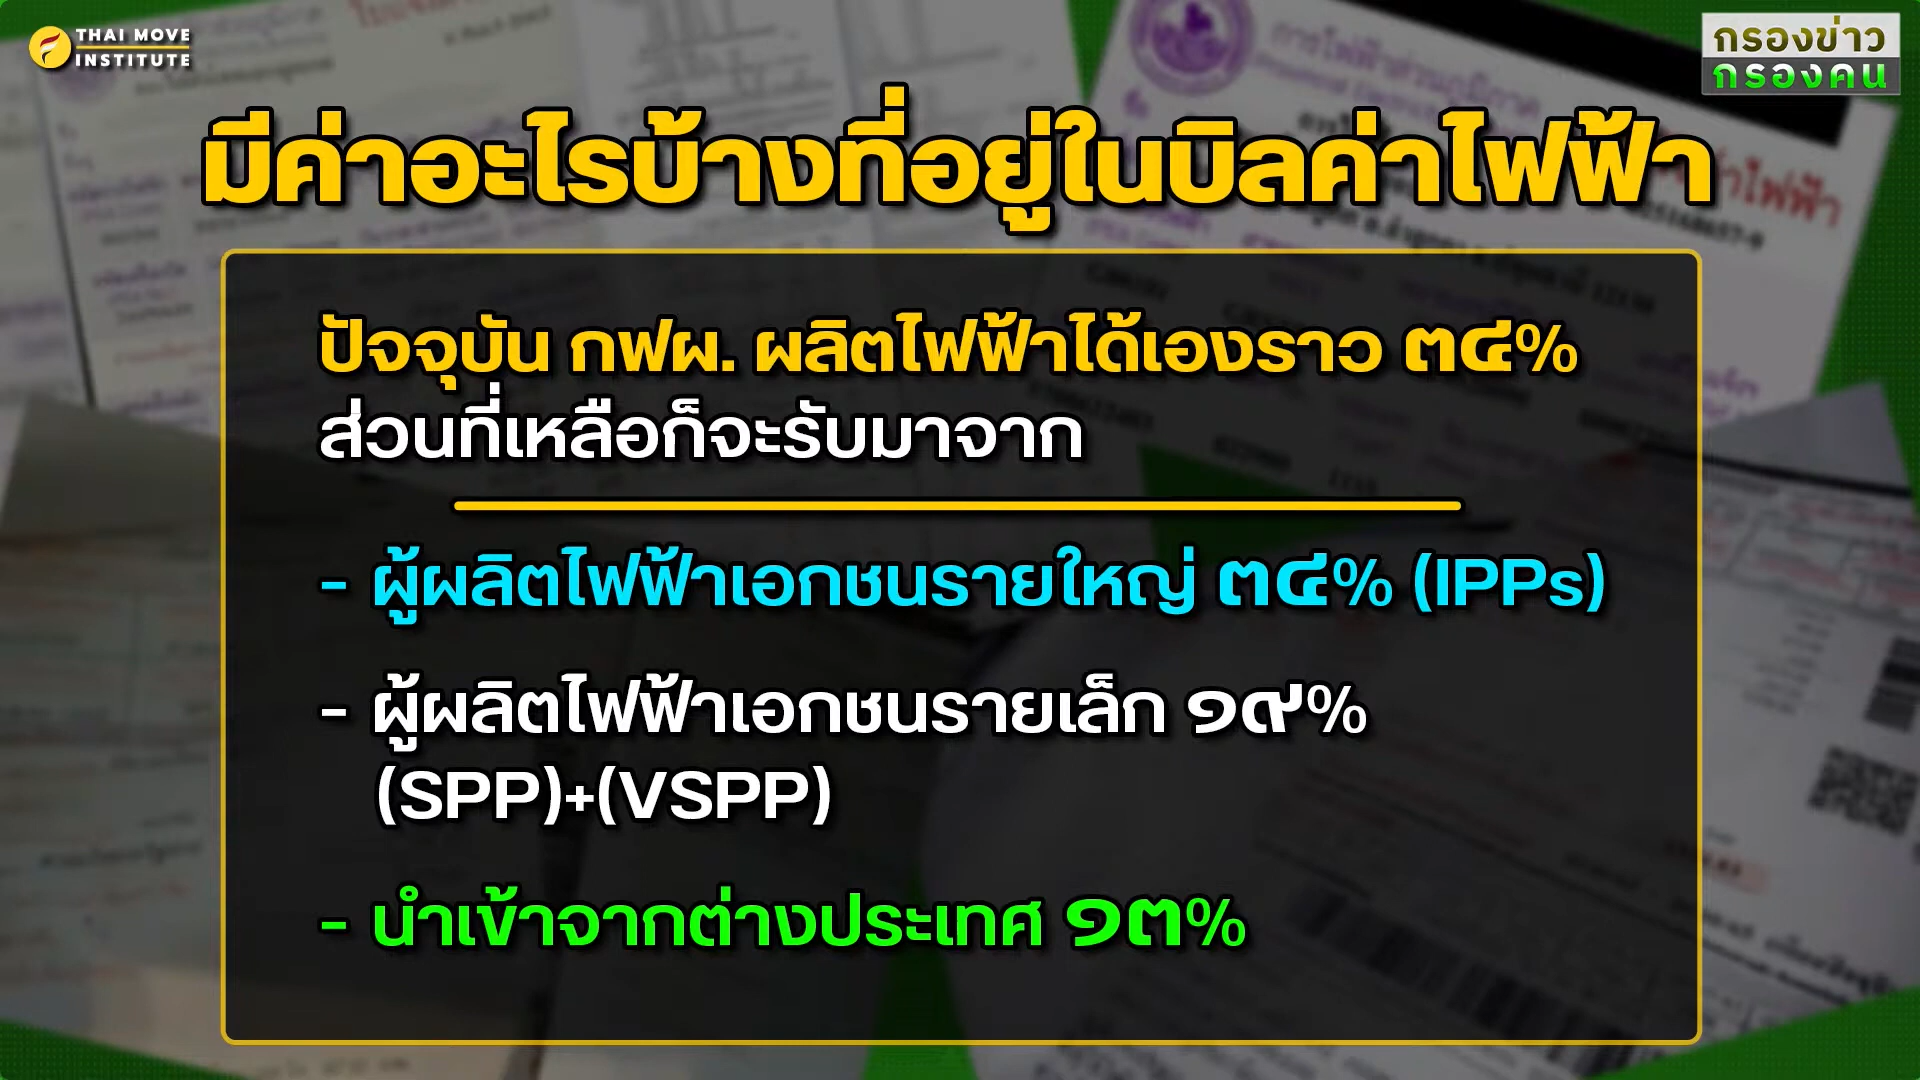 THAI MOVE
INSTITUTE
กรองข่าว
กรองคน
มีค่าอะไรบ้างที่อยู่ในบิลค่าไฟฟ้า
ปัจจุบัน กฟผ. ผลิตไฟฟ้าได้เองราว ๓๔%
ส่วนที่เหลือก็จะรับมาจาก
- ผู้ผลิตไฟฟ้าเอกชนรายใหญ่ ๓๔% (IPPs)
- ผู้ผลิตไฟฟ้าเอกชนรายเล็ก ๑๙%
(SPP)+(VSPP)
- นำเข้าจากต่างประเทศ ๑๓%